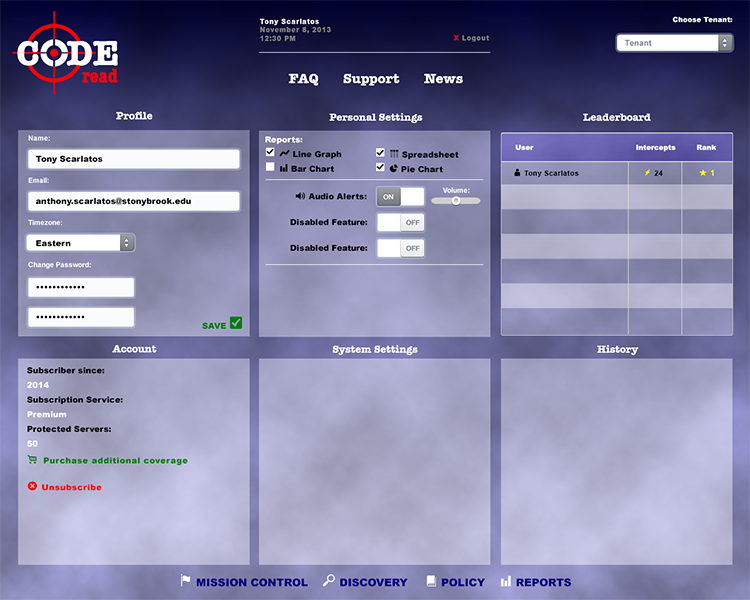 CODE
read
Tony Scarlatos
November 8, 2013
12:30 PM
X Logout
Choose Tenant:
Tenant
FAQ Support News
Profile
Name:
Tony Scarlatos
Email:
anthony.scarlatos@stonybrook.edu
Timezone:
Eastern
Change Password:
••••••••••••
••••••••••••
SAVE
Personal Settings
Reports:
Line Graph Spreadsheet
Bar Chart Pie Chart
Audio Alerts: ON Volume:
Disabled Feature: OFF
Disabled Feature: OFF
Leaderboard
User Intercepts Rank
Tony Scarlatos 24 1
Account
Subscriber since:
2014
Subscription Service:
Premium
Protected Servers:
50
Purchase additional coverage
Unsubscribe
System Settings
History
MISSION CONTROL DISCOVERY POLICY REPORTS